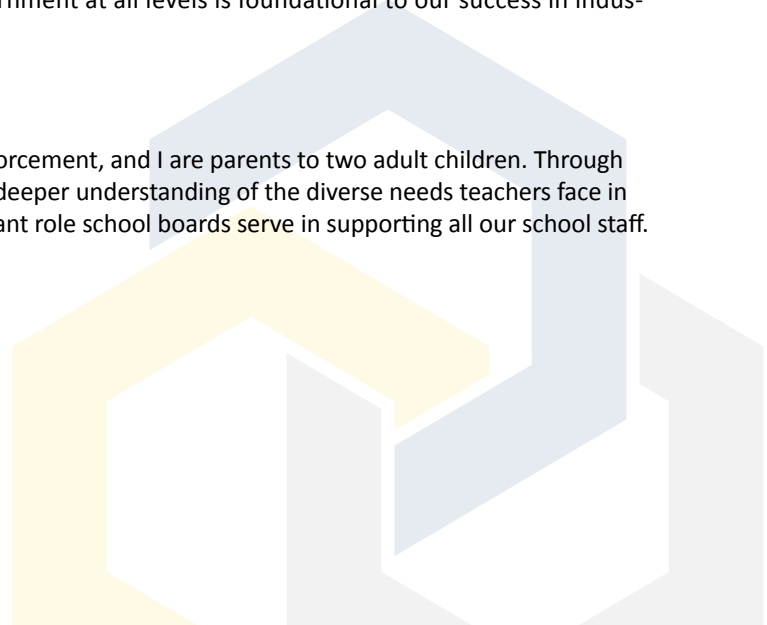 rnment at all levels is foundational to our success in indus-
orcement, and I are parents to two adult children. Through
deeper understanding of the diverse needs teachers face in
ant role school boards serve in supporting all our school staff.